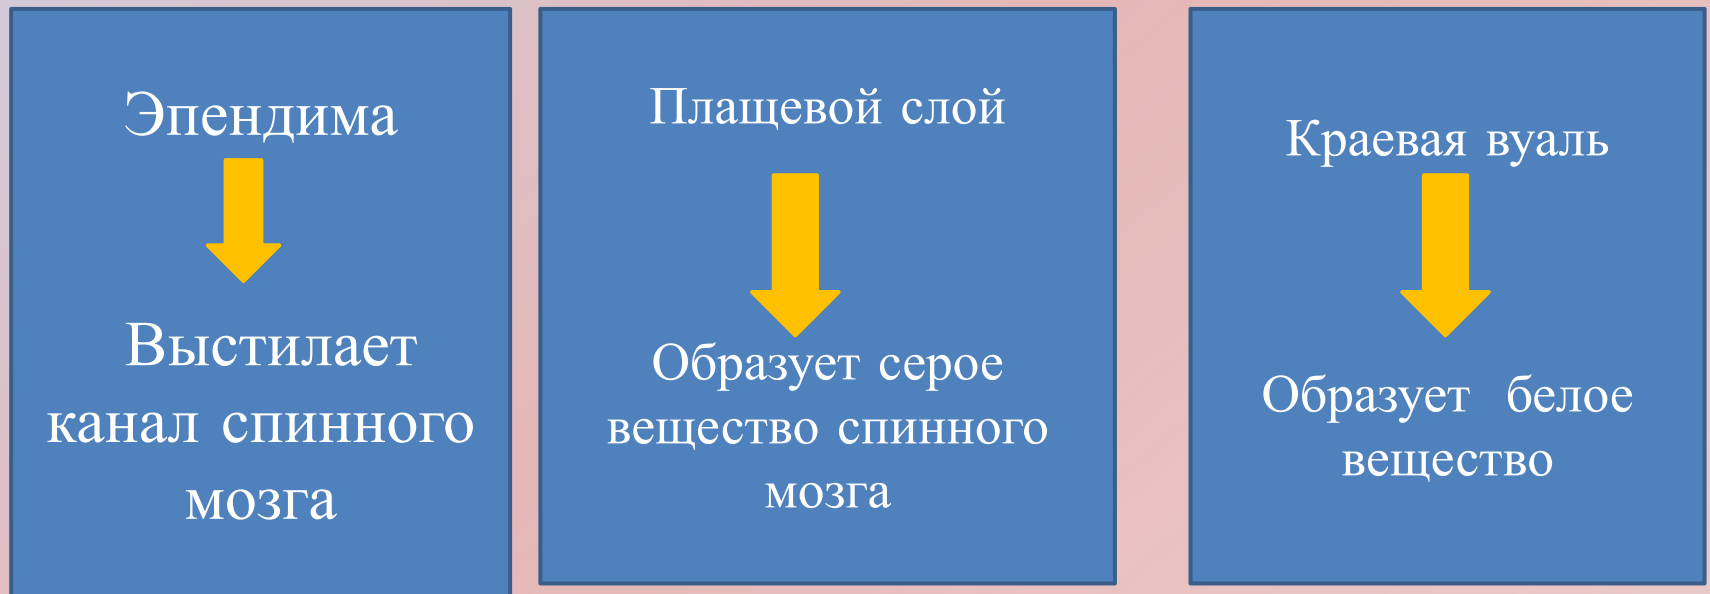 Эпендима
Выстилает
канал спинного
мозга
Плащевой слой
Образует серое
вещество спинного
мозга
Краевая вуаль
Образует белое
вещество